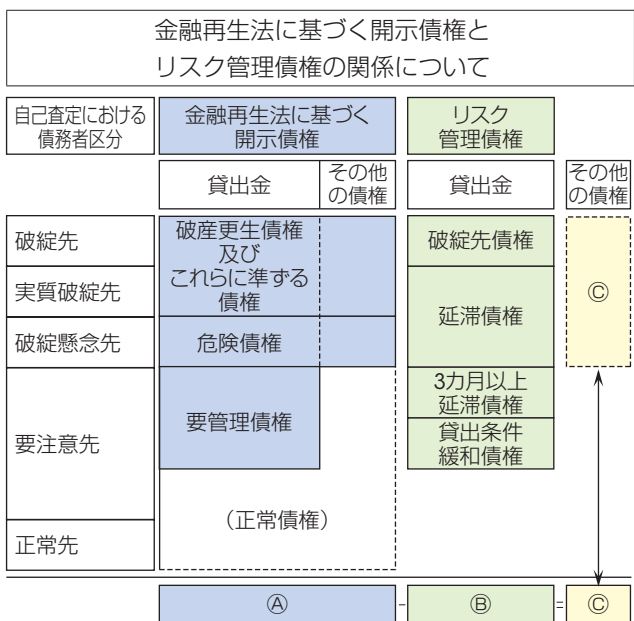 金融再生法に基づく開示債権と
リスク管理債権の関係について
自己査定における
債務者区分
金融再生法に基づく
開示債権
リスク
管理債権
貸出金
その他
の債権
貸出金
その他
の債権
破綻先
実質破綻先
破綻懸念先
要注意先
正常先
破産更生債権
及び
これらに準ずる
債権
危険債権
要管理債権
（正常債権）
破綻先債権
延滞債権
3カ月以上
延滞債権
貸出条件
緩和債権
Ⓒ
Ⓐ - Ⓑ = Ⓒ